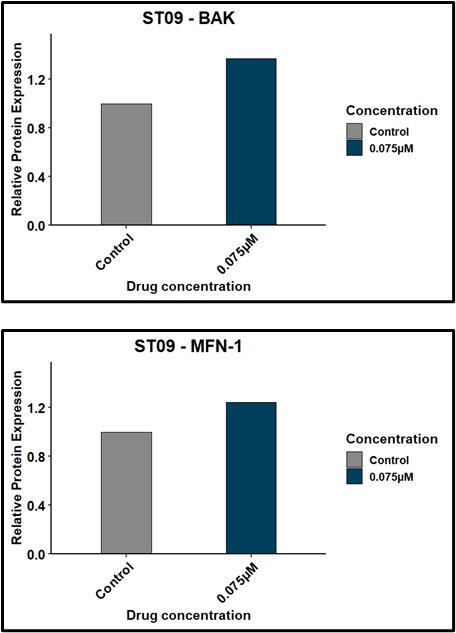 ST09 - BAK
Relative Protein Expression
1.2
0.8
0.4
0.0
Control
0.075µM
Drug concentration
Concentration
Control
0.075µM
ST09 - MFN-1
Relative Protein Expression
1.2
0.8
0.4
0.0
Control
0.075µM
Drug concentration
Concentration
Control
0.075µM